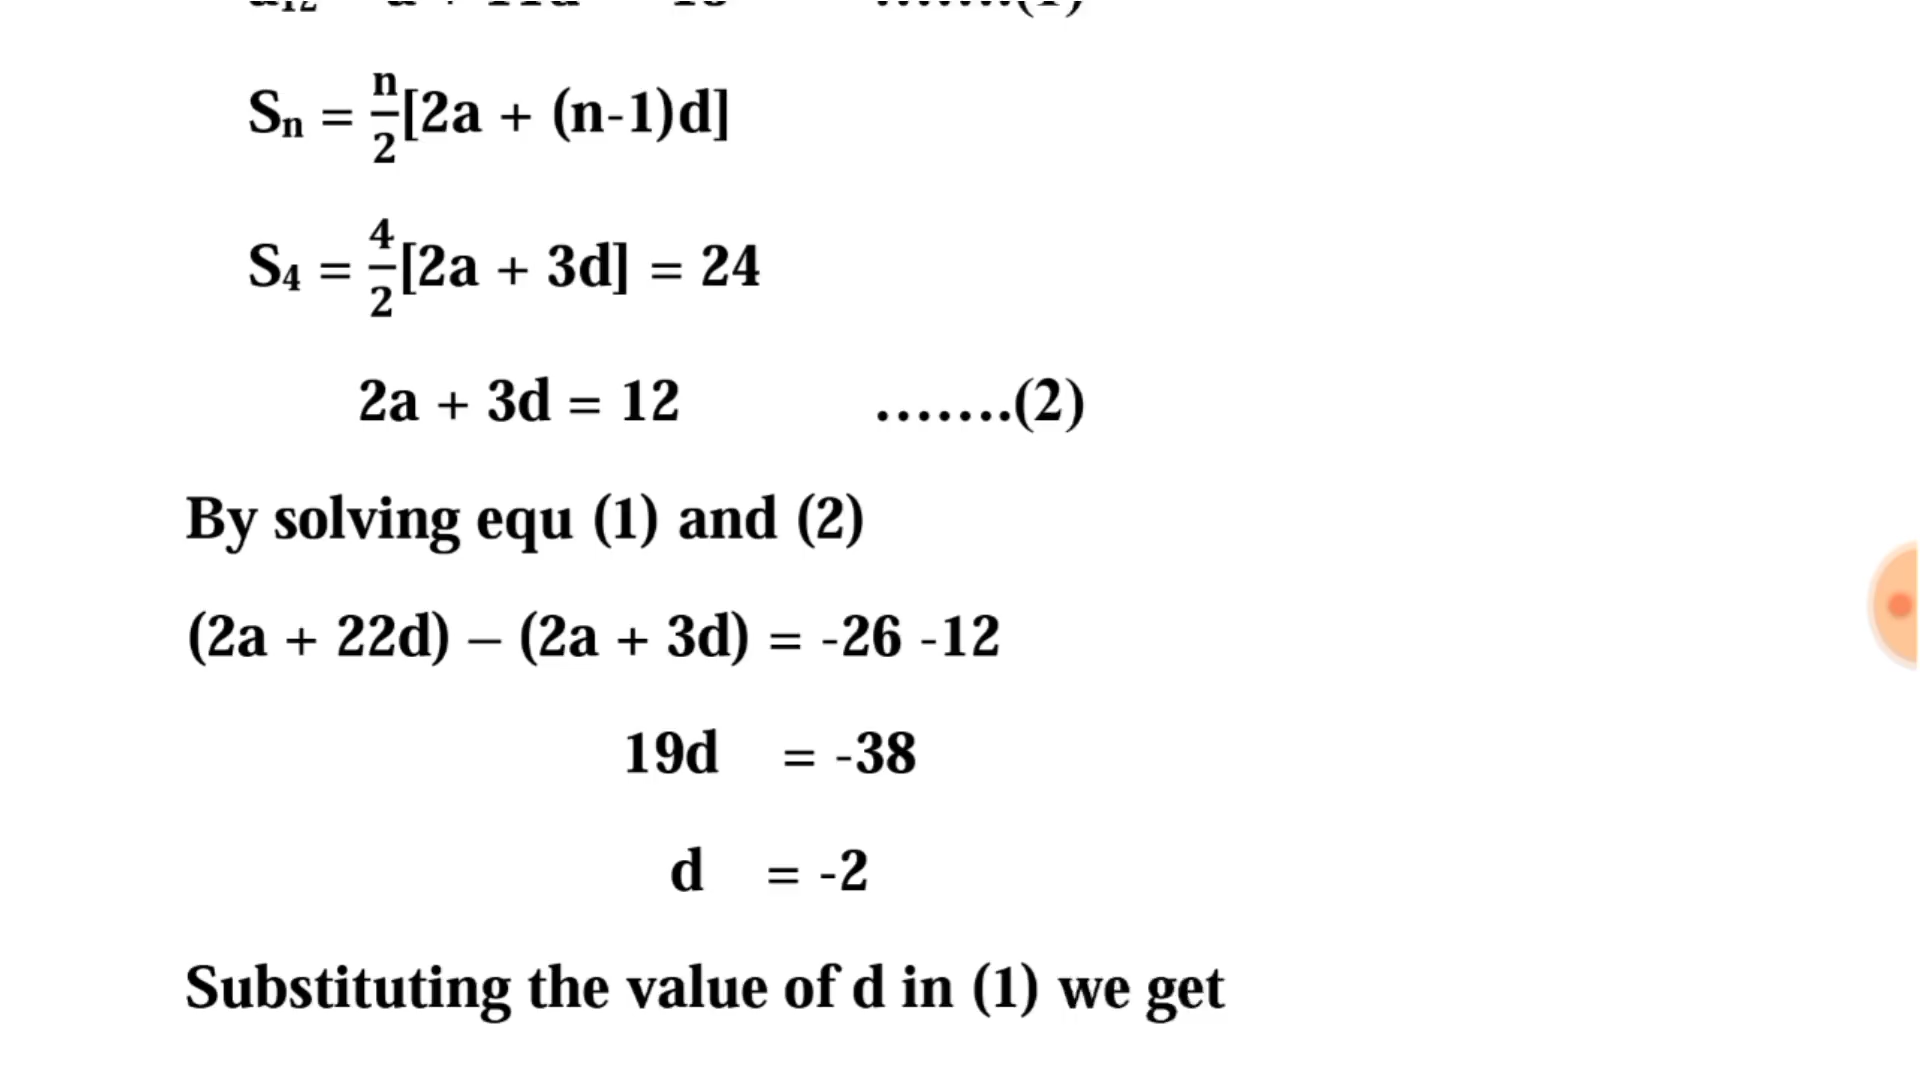 Sn = n/2[2a + (n-1)d]
S4 = 4/2[2a + 3d] = 24
2a + 3d = 12 .......(2)
By solving equ (1) and (2)
(2a + 22d) – (2a + 3d) = -26 -12
19d = -38
d = -2
Substituting the value of d in (1) we get